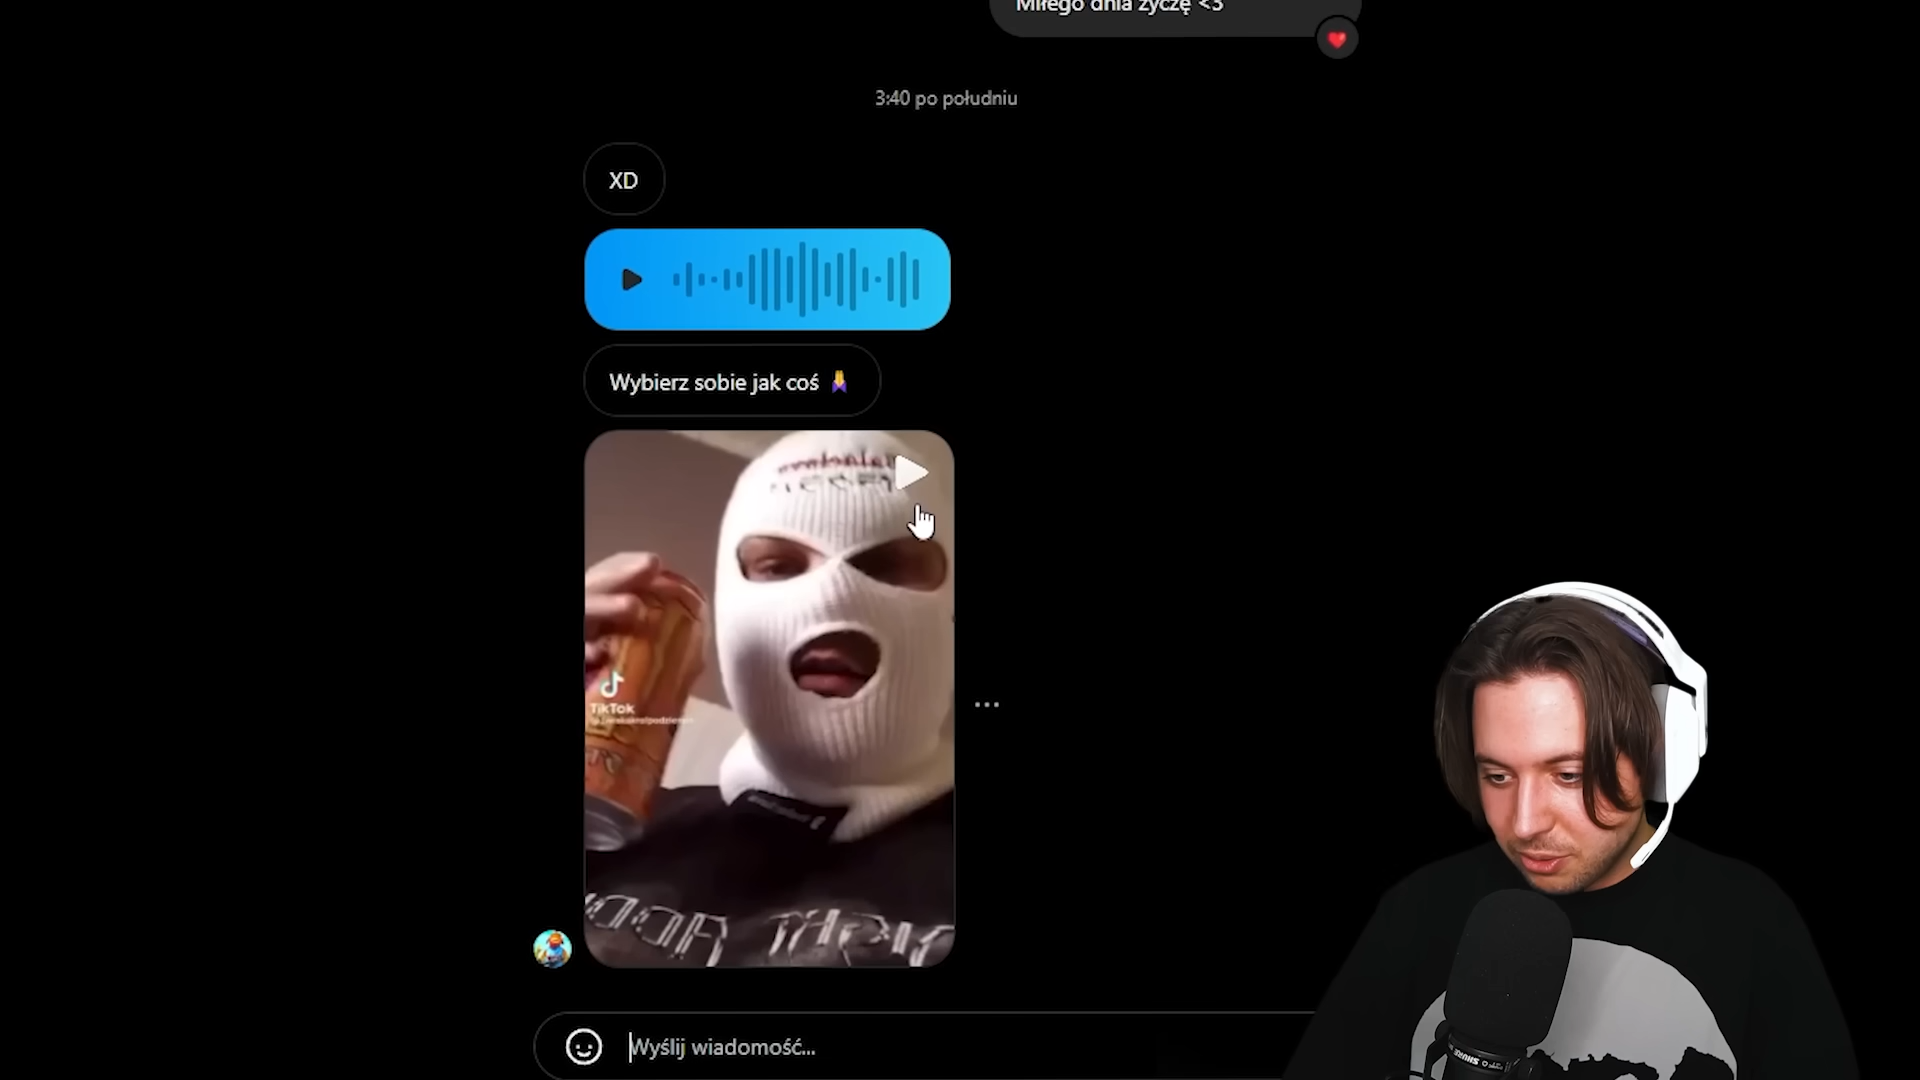 Miłego dnia życzę <3
3:40 po południu
XD
Wybierz sobie jak coś
TikTok
Wyślij wiadomość...